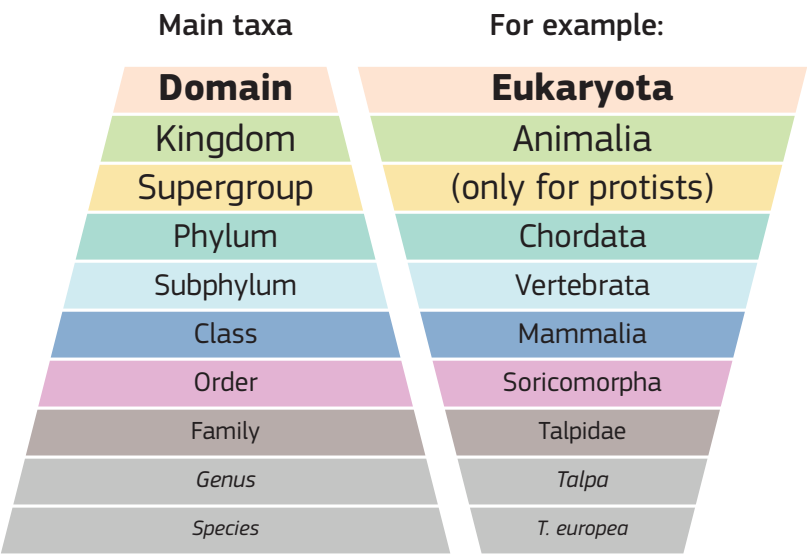 Main taxa For example:
Domain Eukaryota
Kingdom Animalia
Supergroup (only for protists)
Phylum Chordata
Subphylum Vertebrata
Class Mammalia
Order Soricomorpha
Family Talpidae
Genus Talpa
Species T. europea